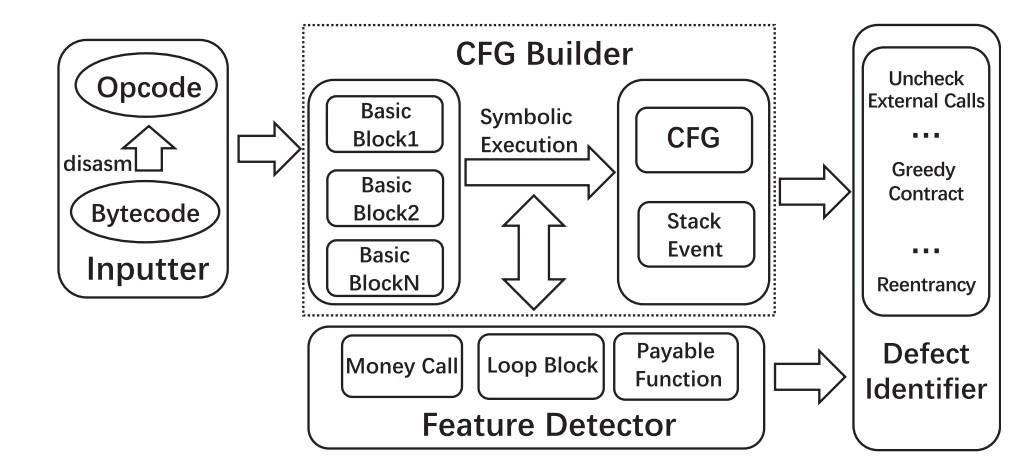 Opcode
disasm
Bytecode
Inputter
CFG Builder
Basic
Block1
Basic
Block2
Basic
BlockN
Symbolic
Execution
CFG
Stack
Event
Money Call
Loop Block
Payable
Function
Feature Detector
Uncheck
External Calls
...
Greedy
Contract
...
Reentrancy
Defect
Identifier